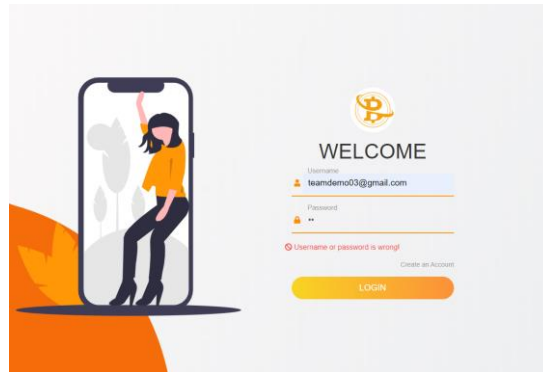 WELCOME
Username
teamdemo03@gmail.com
Password
••
Username or password is wrong!
Create an Account
LOGIN